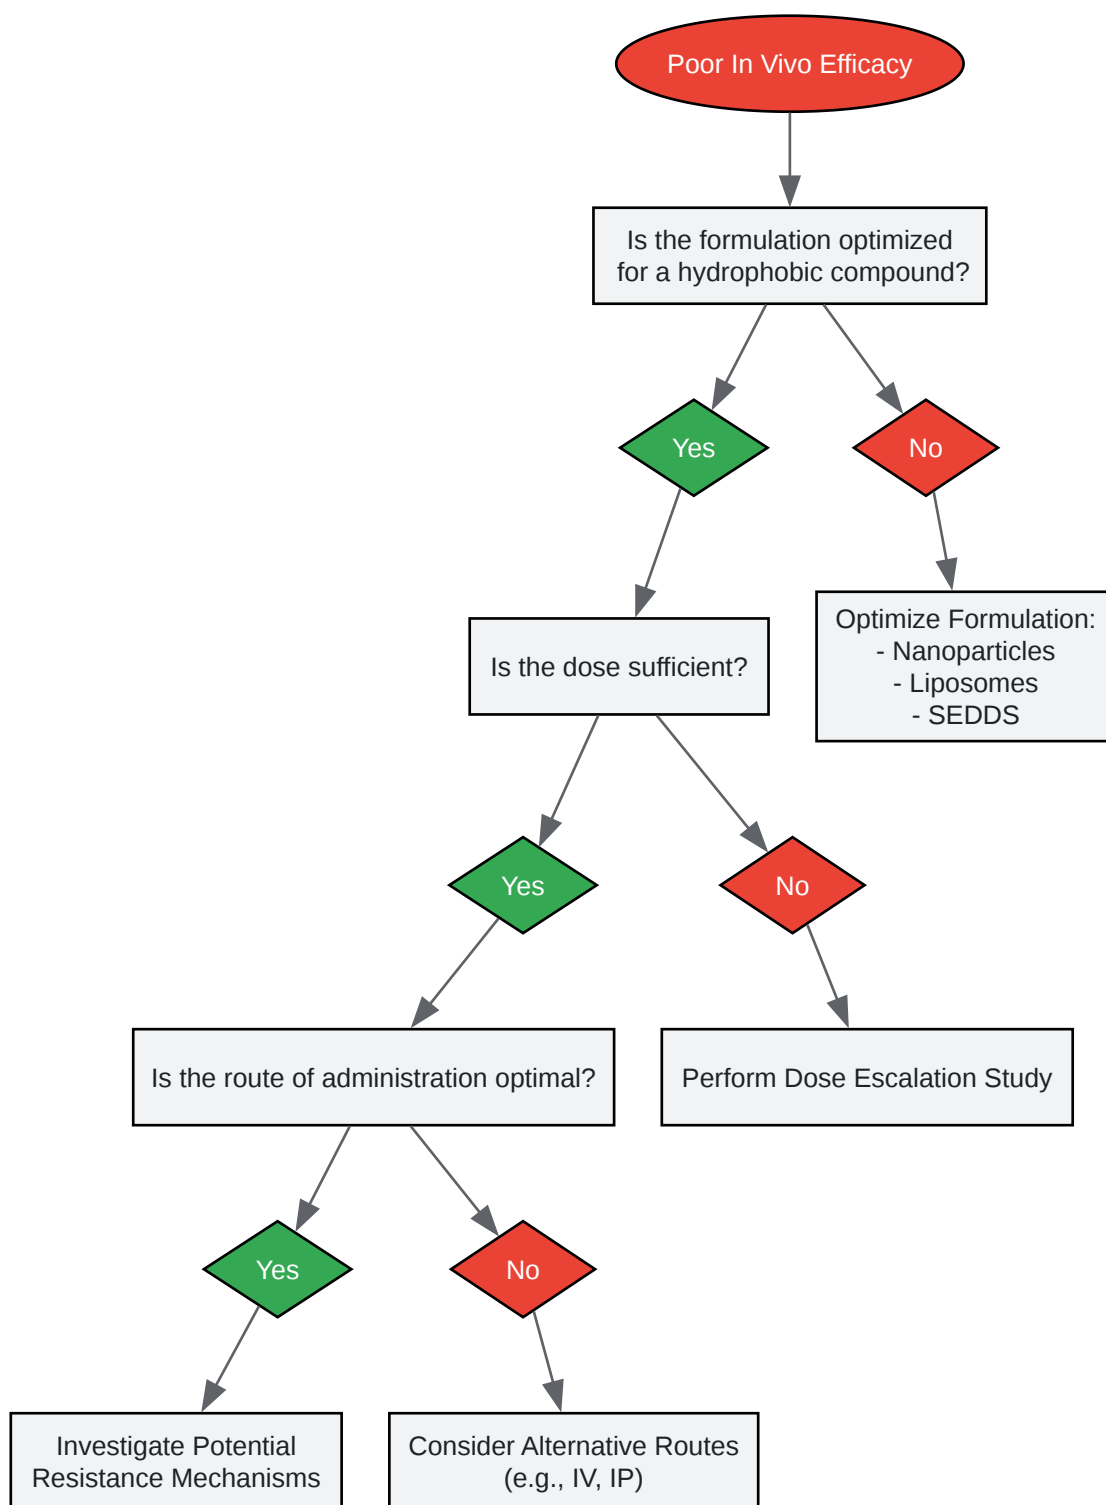 Poor In Vivo Efficacy
Is the formulation optimized
for a hydrophobic compound?
Yes
No
Optimize Formulation:
- Nanoparticles
- Liposomes
- SEDDS
Is the dose sufficient?
Yes
No
Is the route of administration optimal?
Perform Dose Escalation Study
Yes
No
Investigate Potential
Resistance Mechanisms
Consider Alternative Routes
(e.g., IV, IP)